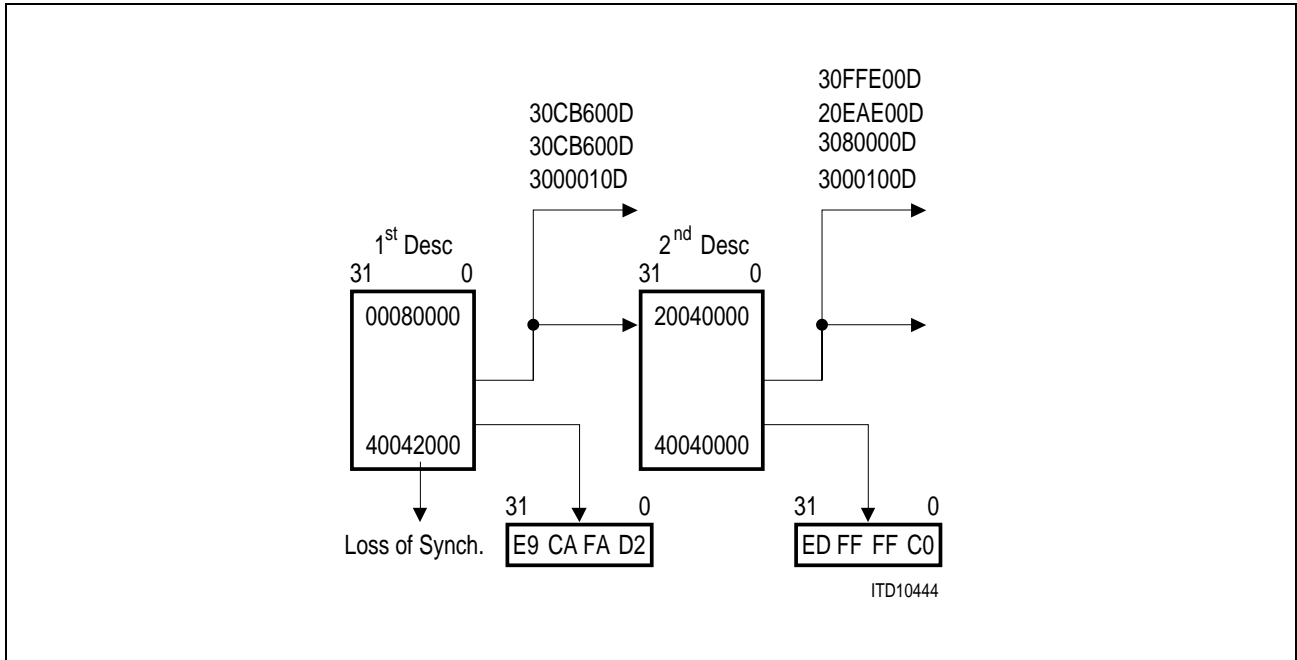 30FFE00D
30CB600D 20EAE00D
30CB600D 3080000D
3000010D 3000100D
1st Desc 2nd Desc
31 0 31 0
00080000 20040000
40042000 40040000
31 0 31 0
Loss of Synch. E9 CA FA D2 ED FF FF C0
ITD10444